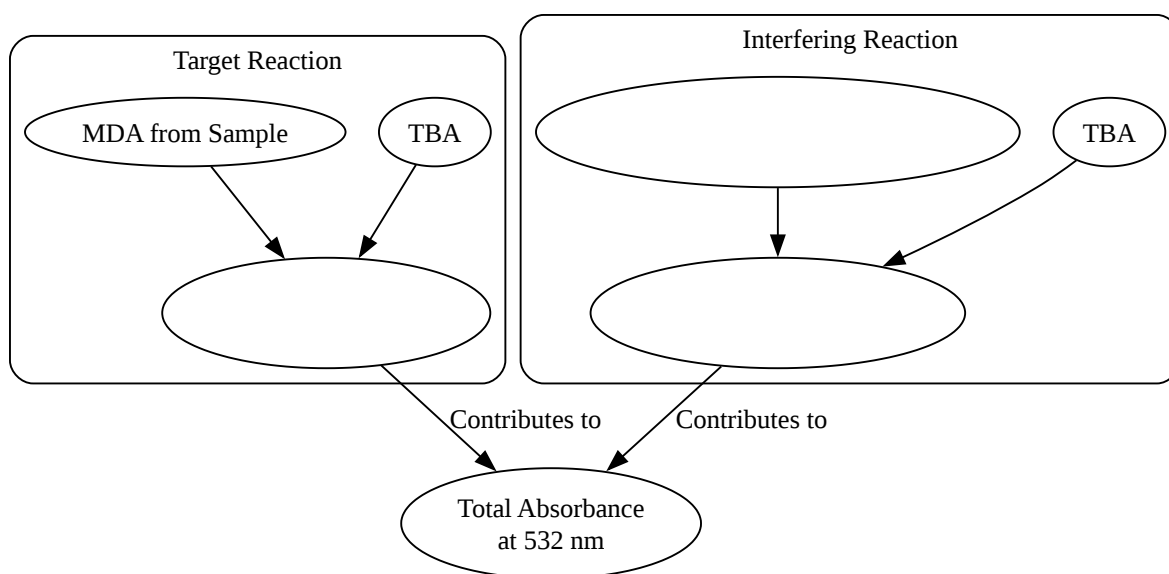 Target Reaction
Interfering Reaction
MDA from Sample
TBA
TBA
Contributes to
Contributes to
Total Absorbance
at 532 nm